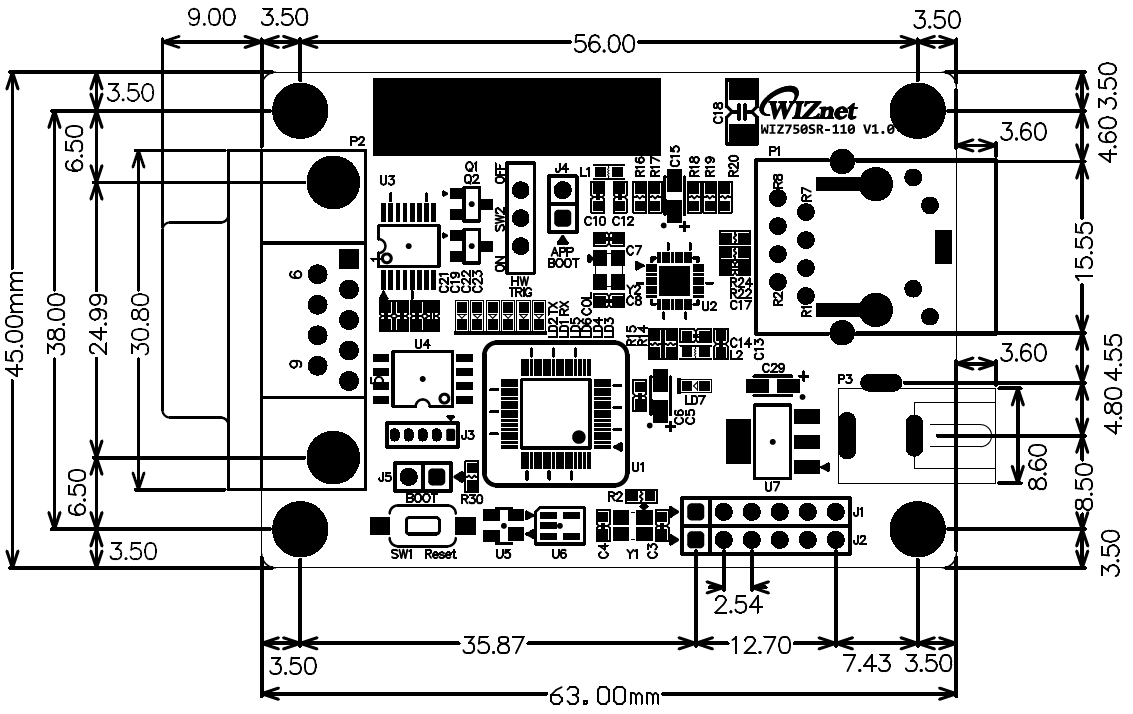 9.00
3.50
56.00
3.50
3.50
6.50
45.00mm
38.00
24.99
30.80
6.50
3.50
3.50
4.60
3.60
15.55
3.60
4.55
4.80
8.60
8.50
3.50
WIZnet
WIZ750SR-110 V1.0
C18
P2
P1
U3
Q1
Q2
OFF
SW2
ON
HW
TRIG
J4
APP
BOOT
L1
C10
C12
R16
R17
C15
R18
R19
R20
R8
R7
R2
R1
C7
Y2
C8
U2
R24
R22
C17
1
C21
C19
C22
C23
6
9
LD2 TX
LD1 RX
LD5
LD6 COL
LD4
LD3
R15
R14
C14
L2
C13
U4
5
C29
P3
LD7
C6
C5
J3
U1
U7
J5
BOOT
R30
R2
J1
J2
SW1
Reset
U5
U6
C4
Y1
C3
2.54
35.87
12.70
3.50
7.43
3.50
63.00mm